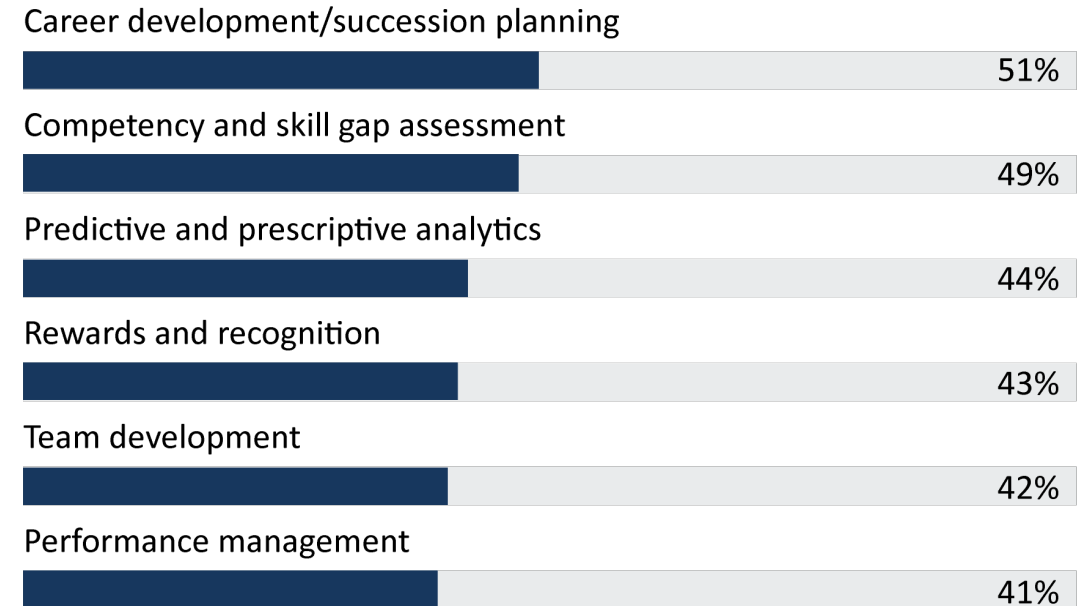 Career development/succession planning
51%
Competency and skill gap assessment
49%
Predictive and prescriptive analytics
44%
Rewards and recognition
43%
Team development
42%
Performance management
41%